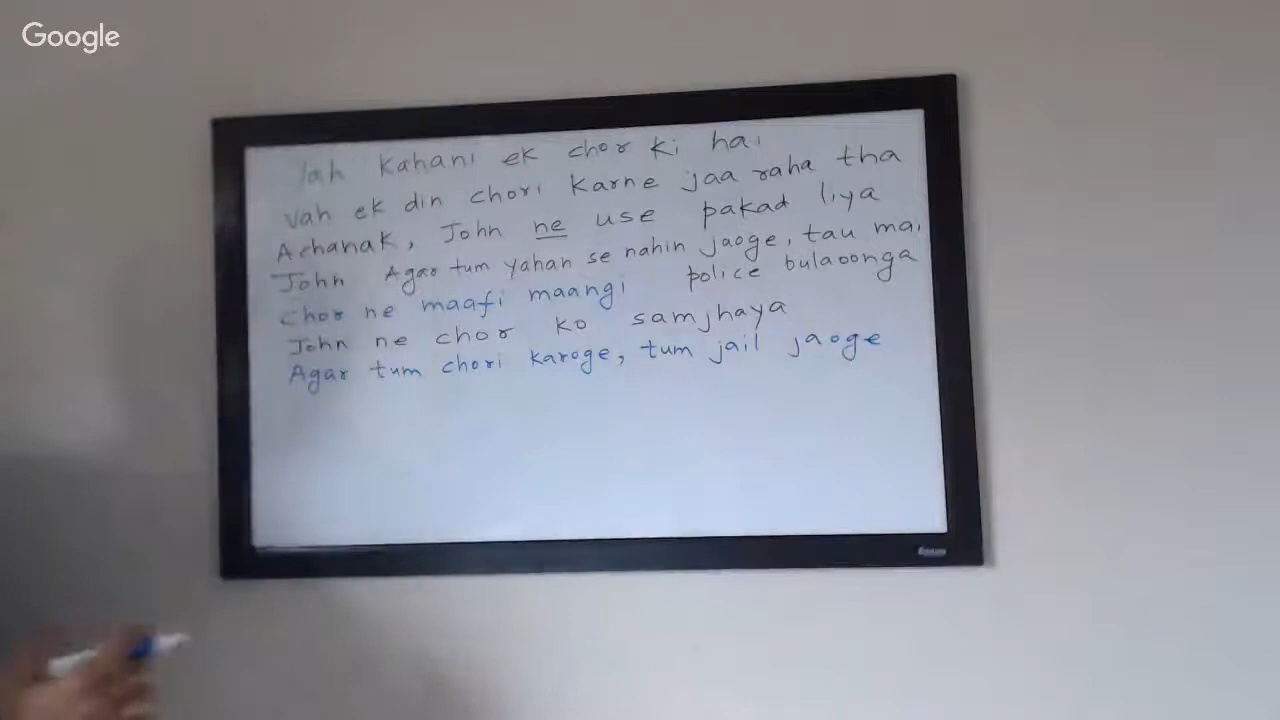 Google
Yah Kahani ek chor ki hai
Vah ek din chori Karne jaa raha tha
Achanak, John ne use pakad liya
John Agar tum yahan se nahin jaoge, tau mai
chor ne maafi maangi police bulaoonga
John ne chor ko samjhaya
Agar tum chori karoge, tum jail jaoge